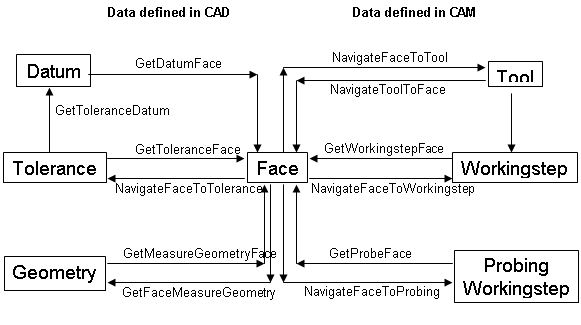 Data defined in CAD
Data defined in CAM
Datum
GetDatumFace
NavigateFaceToTool
Tool
NavigateToolToFace
GetToleranceDatum
Tolerance
GetToleranceFace
Face
GetWorkingstepFace
Workingstep
NavigateFaceToTolerance
NavigateFaceToWorkingstep
Geometry
GetMeasureGeometryFace
GetProbeFace
Probing
Workingstep
GetFaceMeasureGeometry
NavigateFaceToProbing